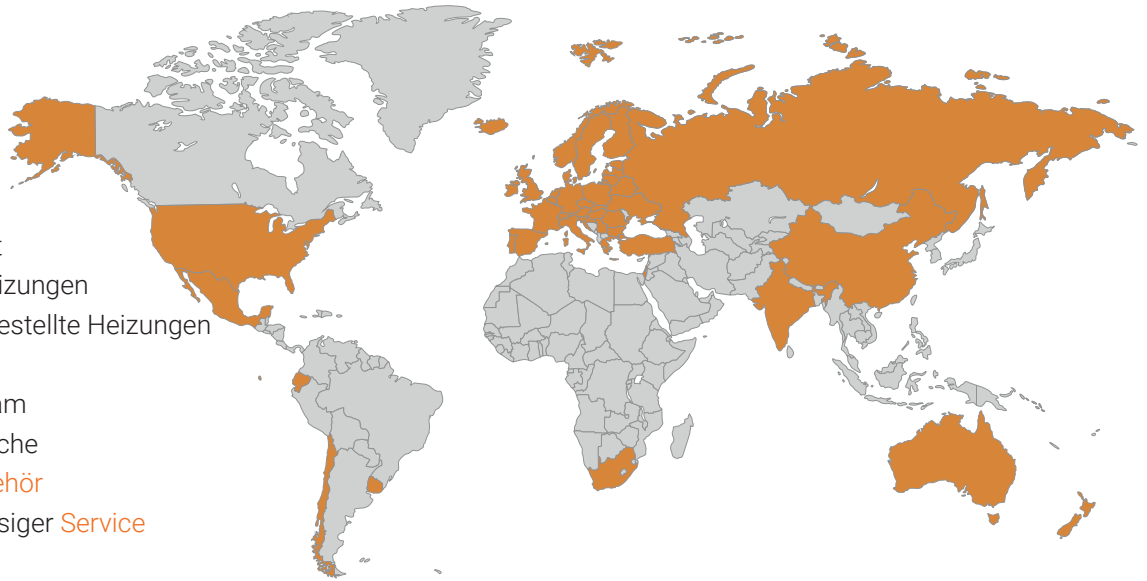 izungen
estellte Heizungen
am
che
ehör
siger Service